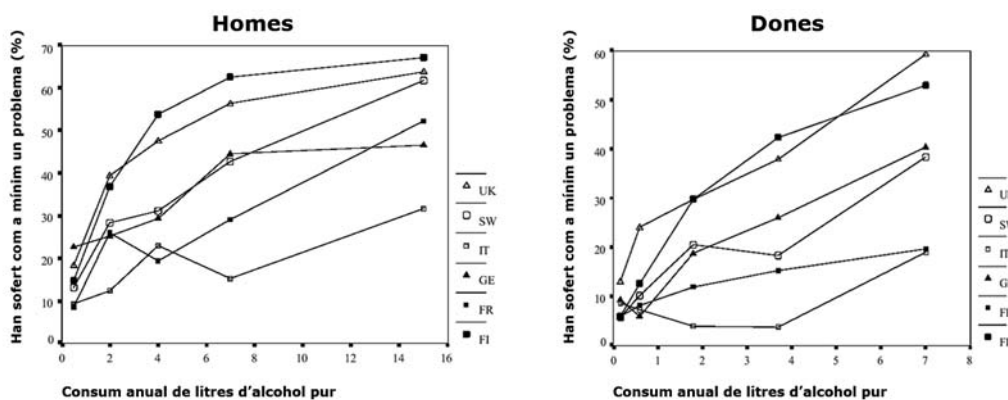 Homes
Han sofert com a mínim un problema (%)
70
60
50
40
30
20
10
0
0 2 4 6 8 10 12 14 16
Consum anual de litres d'alcohol pur
UK
SW
IT
GE
FR
FI
Dones
Han sofert com a mínim un problema (%)
60
50
40
30
20
10
0
0 1 2 3 4 5 6 7 8
Consum anual de litres d'alcohol pur